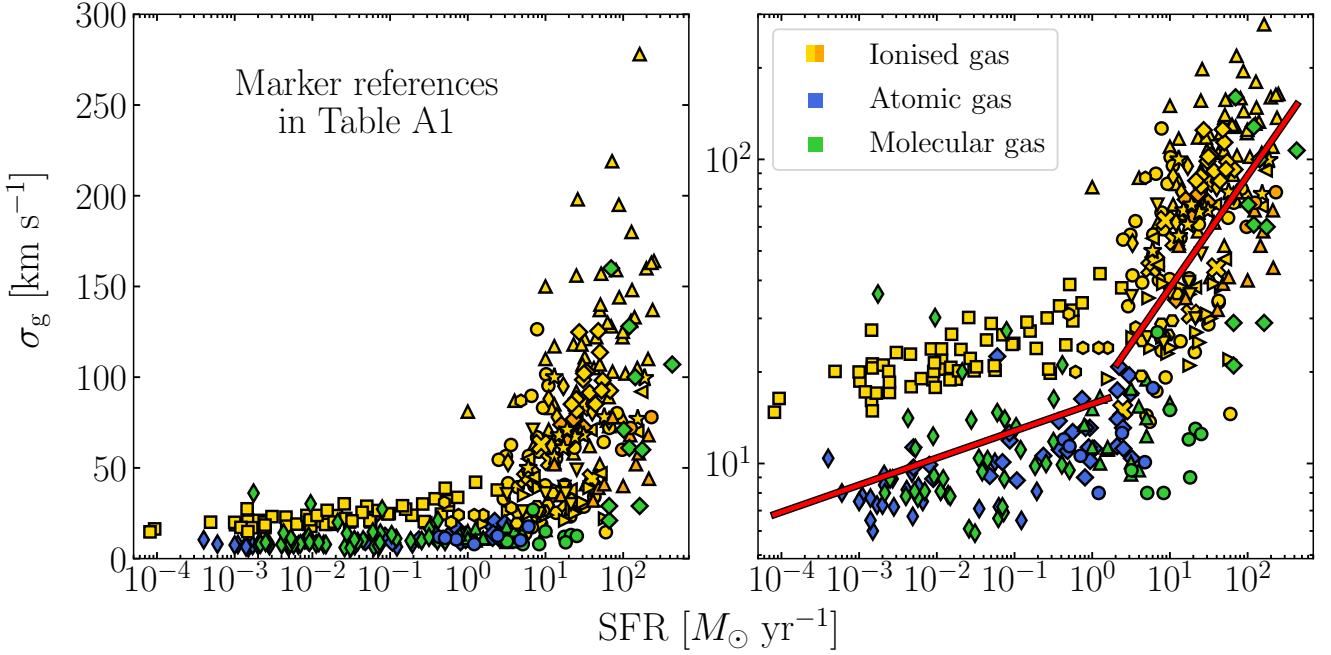 300
250
200
150
100
50
0
σg [km s⁻¹]
Marker references
in Table A1
10⁻⁴ 10⁻³ 10⁻² 10⁻¹ 10⁰ 10¹ 10²
10²
10¹
Ionised gas
Atomic gas
Molecular gas
10⁻⁴ 10⁻³ 10⁻² 10⁻¹ 10⁰ 10¹ 10²
SFR [M⊙ yr⁻¹]